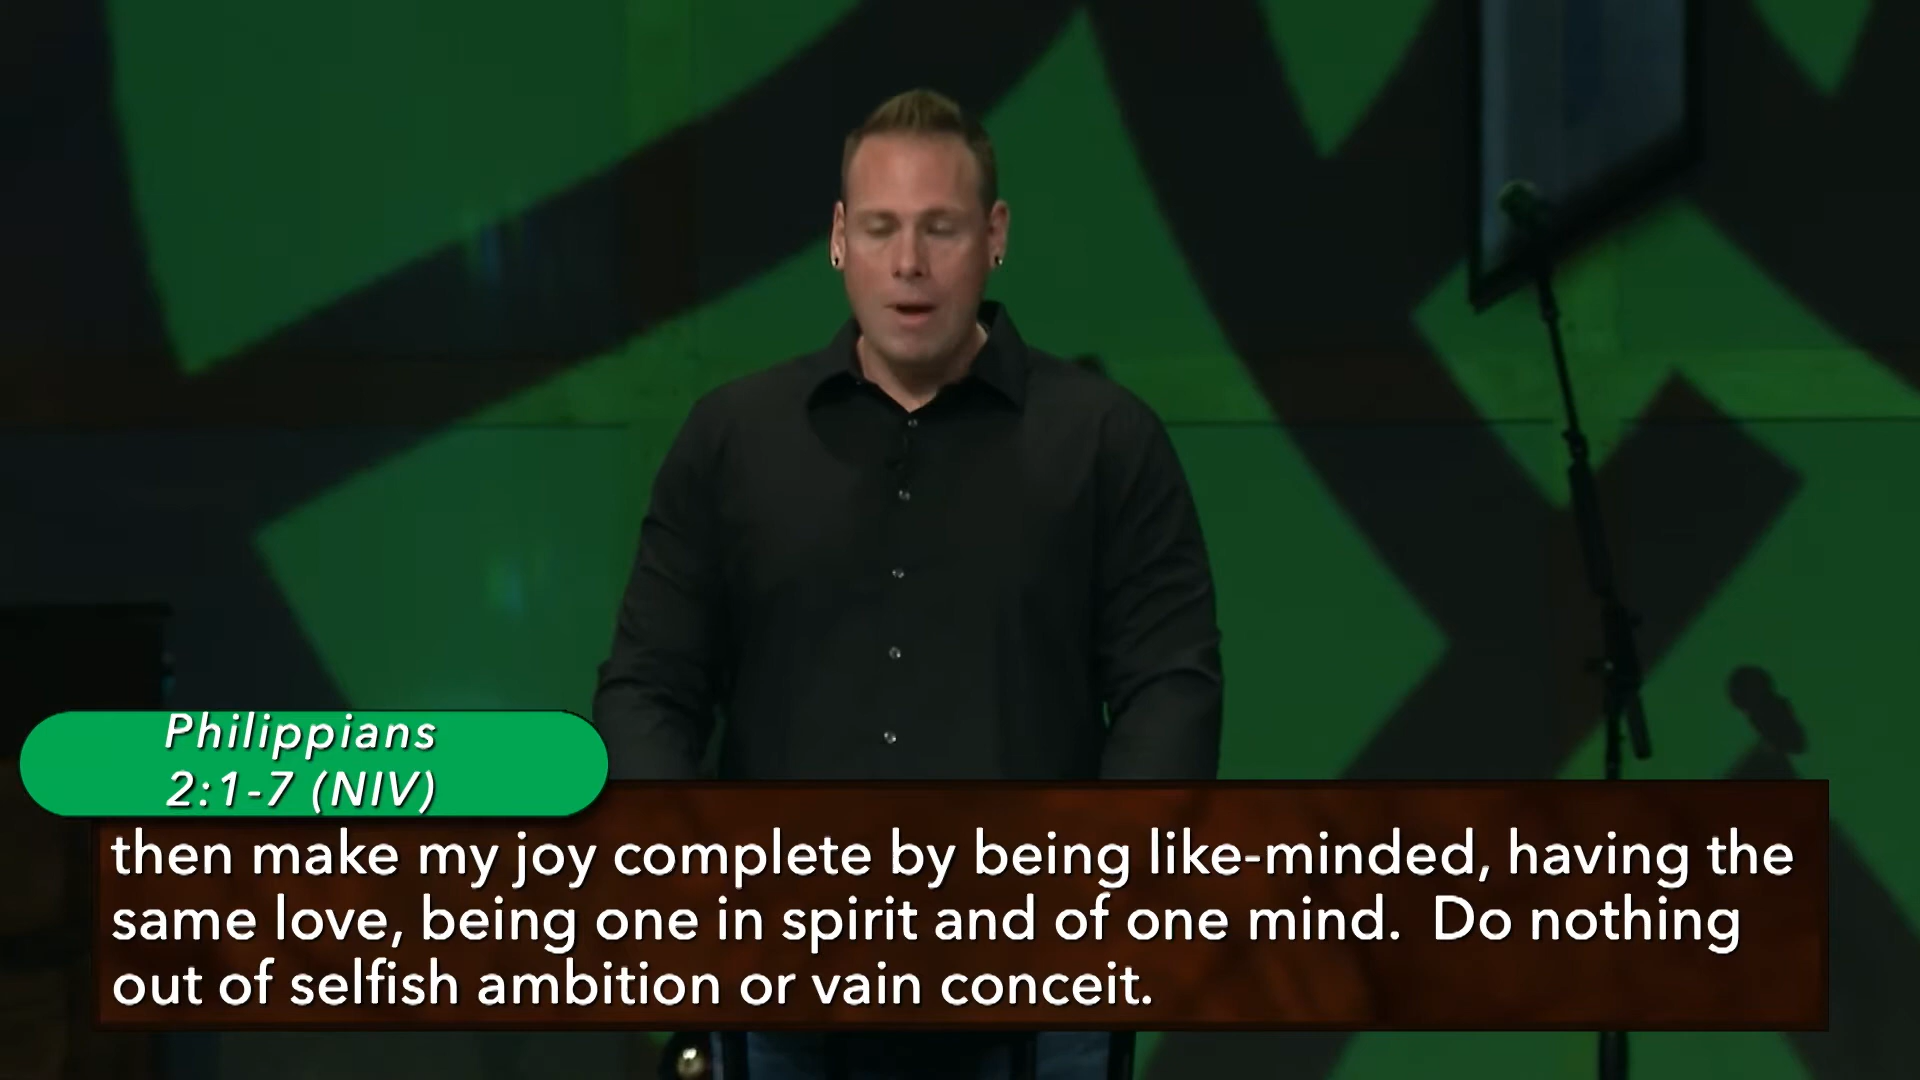 Philippians
2:1-7 (NIV)
then make my joy complete by being like-minded, having the
same love, being one in spirit and of one mind.  Do nothing
out of selfish ambition or vain conceit.